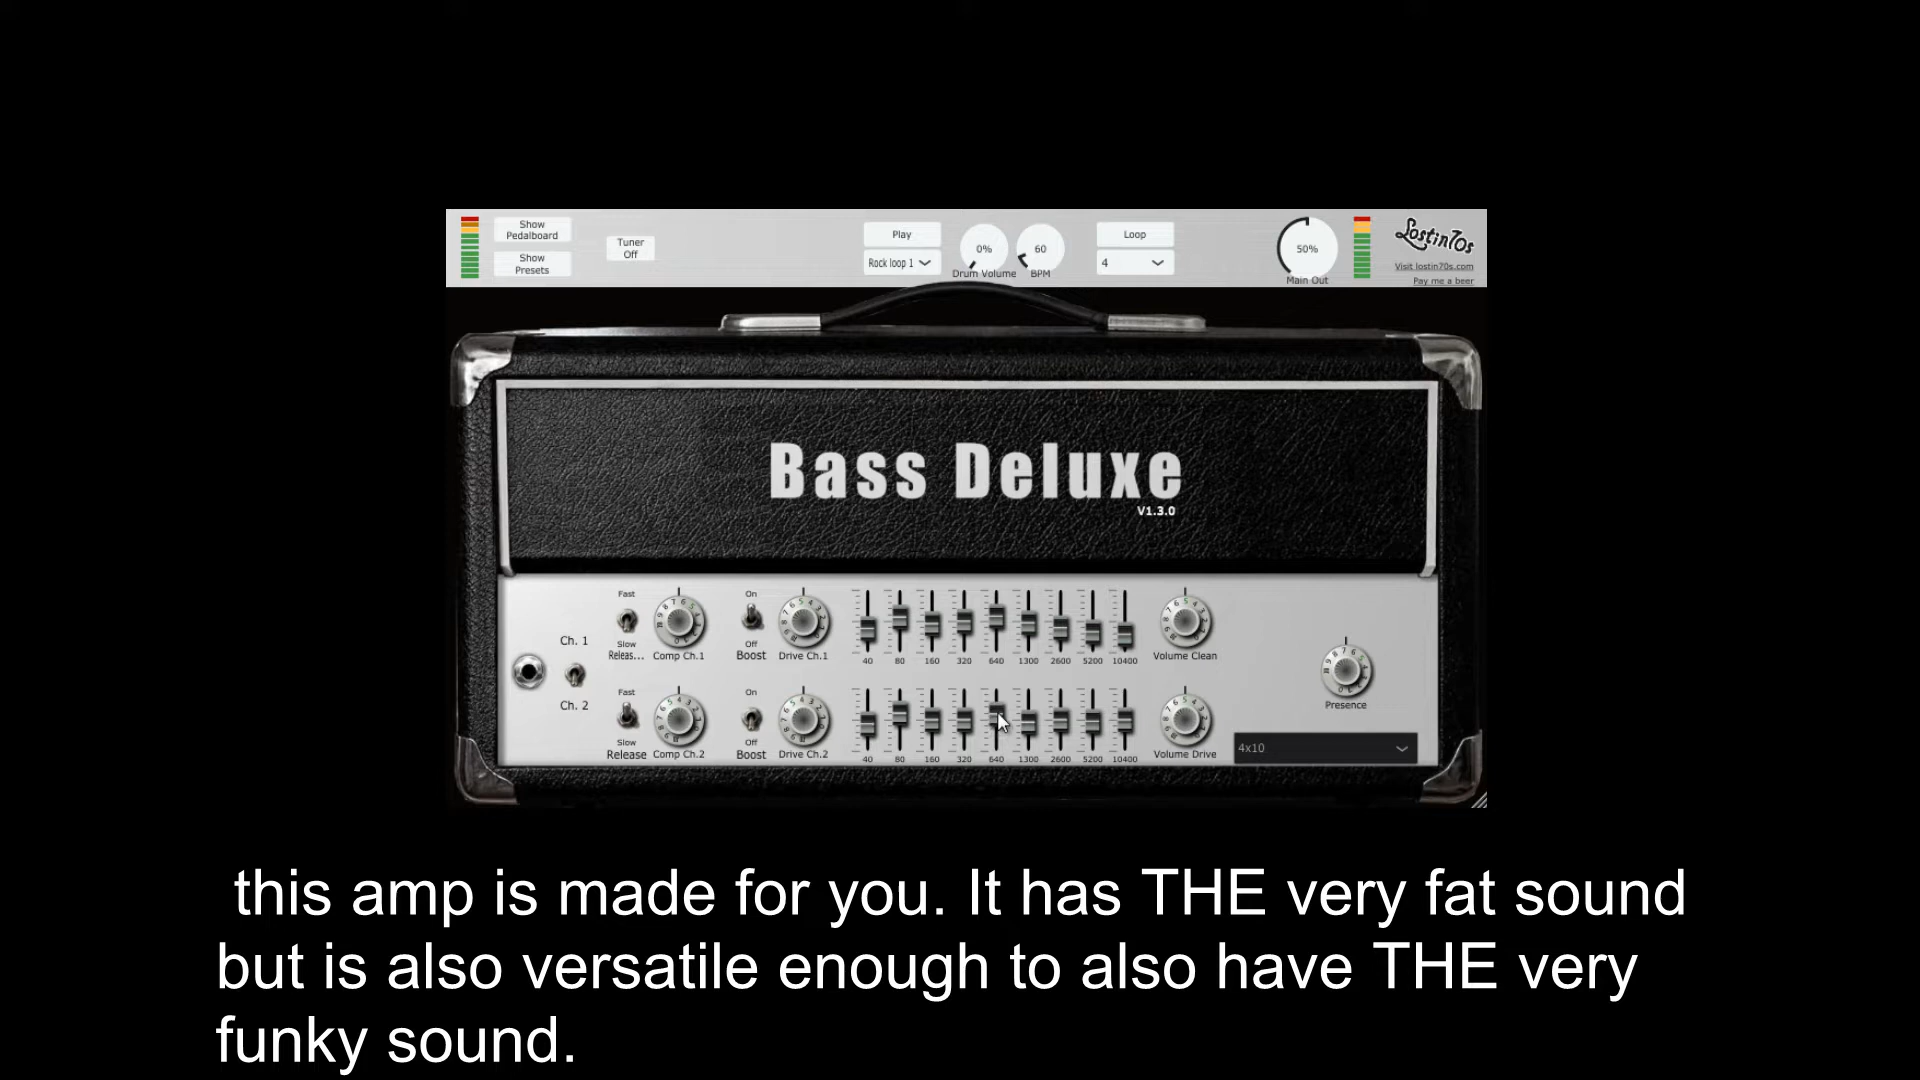 Show
Pedalboard
Show
Presets
Tuner
Off
Play
Rock loop 1
0%
Drum Volume
60
BPM
Loop
4
50%
Main Out
Lostin70s
Visit lostin70s.com
Pay me a beer
Bass Deluxe
V1.3.0
Ch. 1
Ch. 2
Fast
Slow
Releas...
Comp Ch.1
On
Off
Boost
Drive Ch.1
40 80 160 320 640 1300 2600 5200 10400
Volume Clean
Fast
Slow
Release
Comp Ch.2
On
Off
Boost
Drive Ch.2
40 80 160 320 640 1300 2600 5200 10400
Volume Drive
Presence
4x10
this amp is made for you. It has THE very fat sound
but is also versatile enough to also have THE very
funky sound.